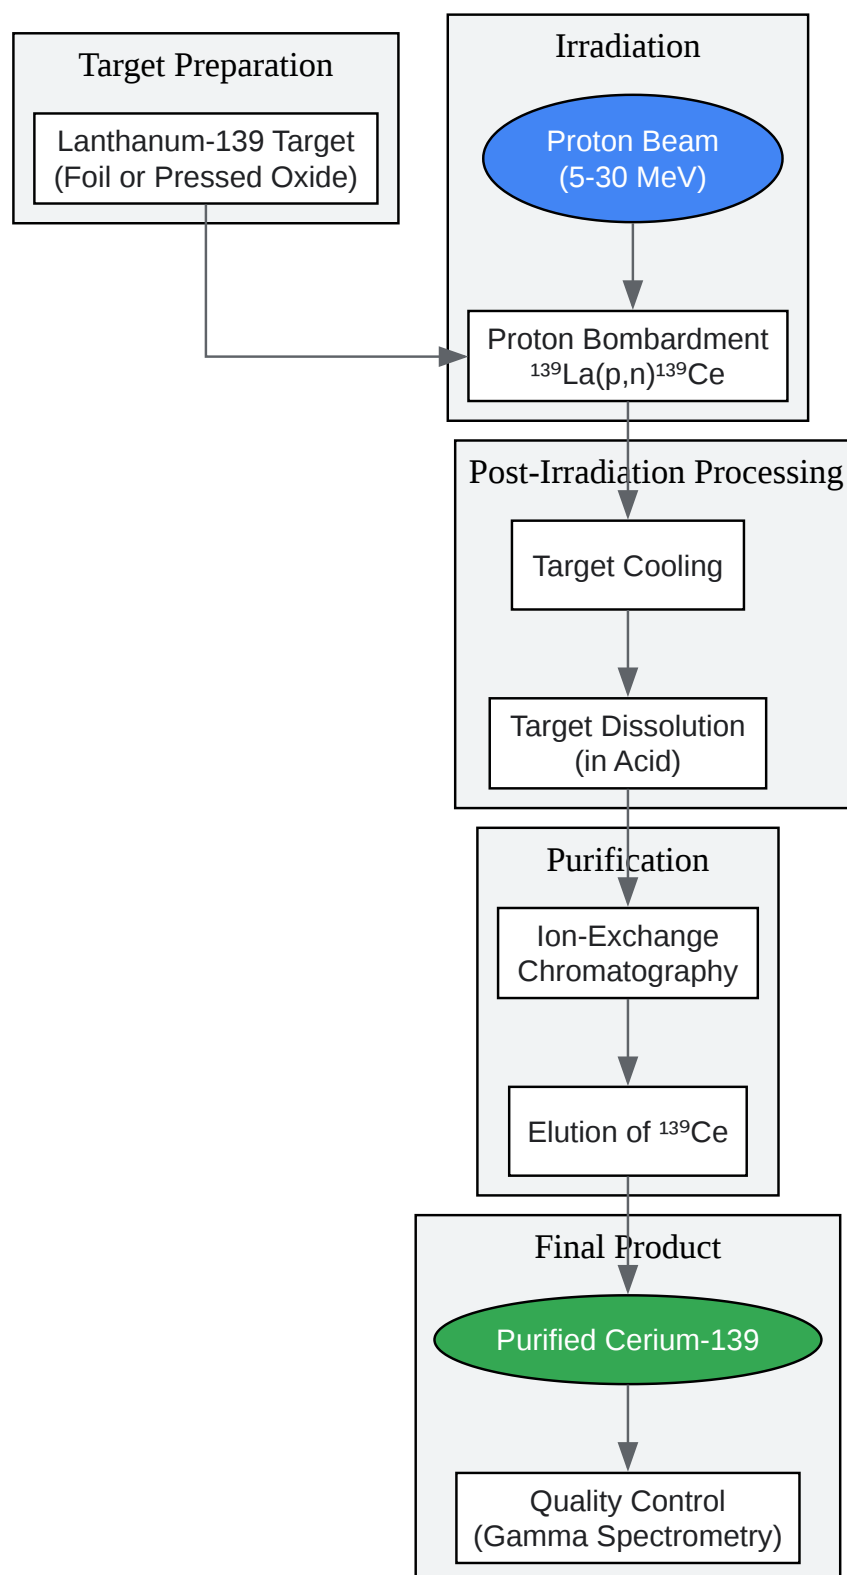 Target Preparation
Lanthanum-139 Target
(Foil or Pressed Oxide)
Irradiation
Proton Beam
(5-30 MeV)
Proton Bombardment
¹³⁹La(p,n)¹³⁹Ce
Post-Irradiation Processing
Target Cooling
Target Dissolution
(in Acid)
Purification
Ion-Exchange
Chromatography
Elution of ¹³⁹Ce
Final Product
Purified Cerium-139
Quality Control
(Gamma Spectrometry)